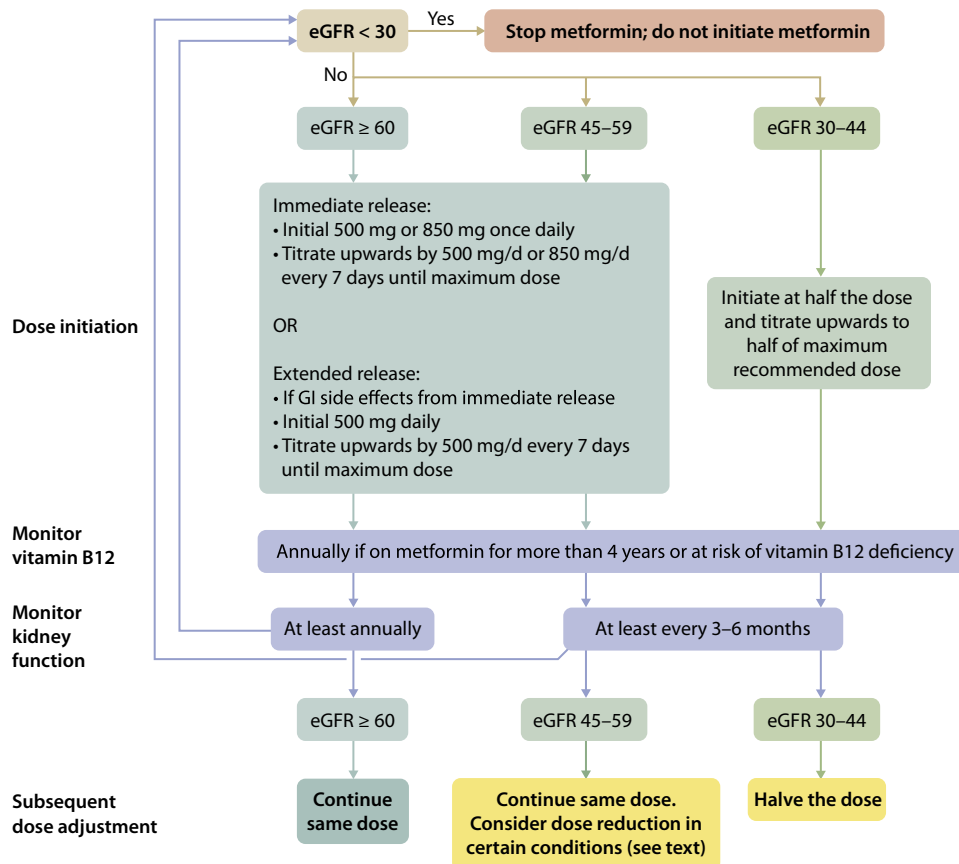 eGFR < 30
Yes
Stop metformin; do not initiate metformin
No
eGFR ≥ 60
eGFR 45–59
eGFR 30–44
Dose initiation
Immediate release:
• Initial 500 mg or 850 mg once daily
• Titrate upwards by 500 mg/d or 850 mg/d
every 7 days until maximum dose
OR
Extended release:
• If GI side effects from immediate release
• Initial 500 mg daily
• Titrate upwards by 500 mg/d every 7 days
until maximum dose
Initiate at half the dose
and titrate upwards to
half of maximum
recommended dose
Monitor
vitamin B12
Annually if on metformin for more than 4 years or at risk of vitamin B12 deficiency
Monitor
kidney
function
At least annually
At least every 3–6 months
eGFR ≥ 60
eGFR 45–59
eGFR 30–44
Subsequent
dose adjustment
Continue
same dose
Continue same dose.
Consider dose reduction in
certain conditions (see text)
Halve the dose